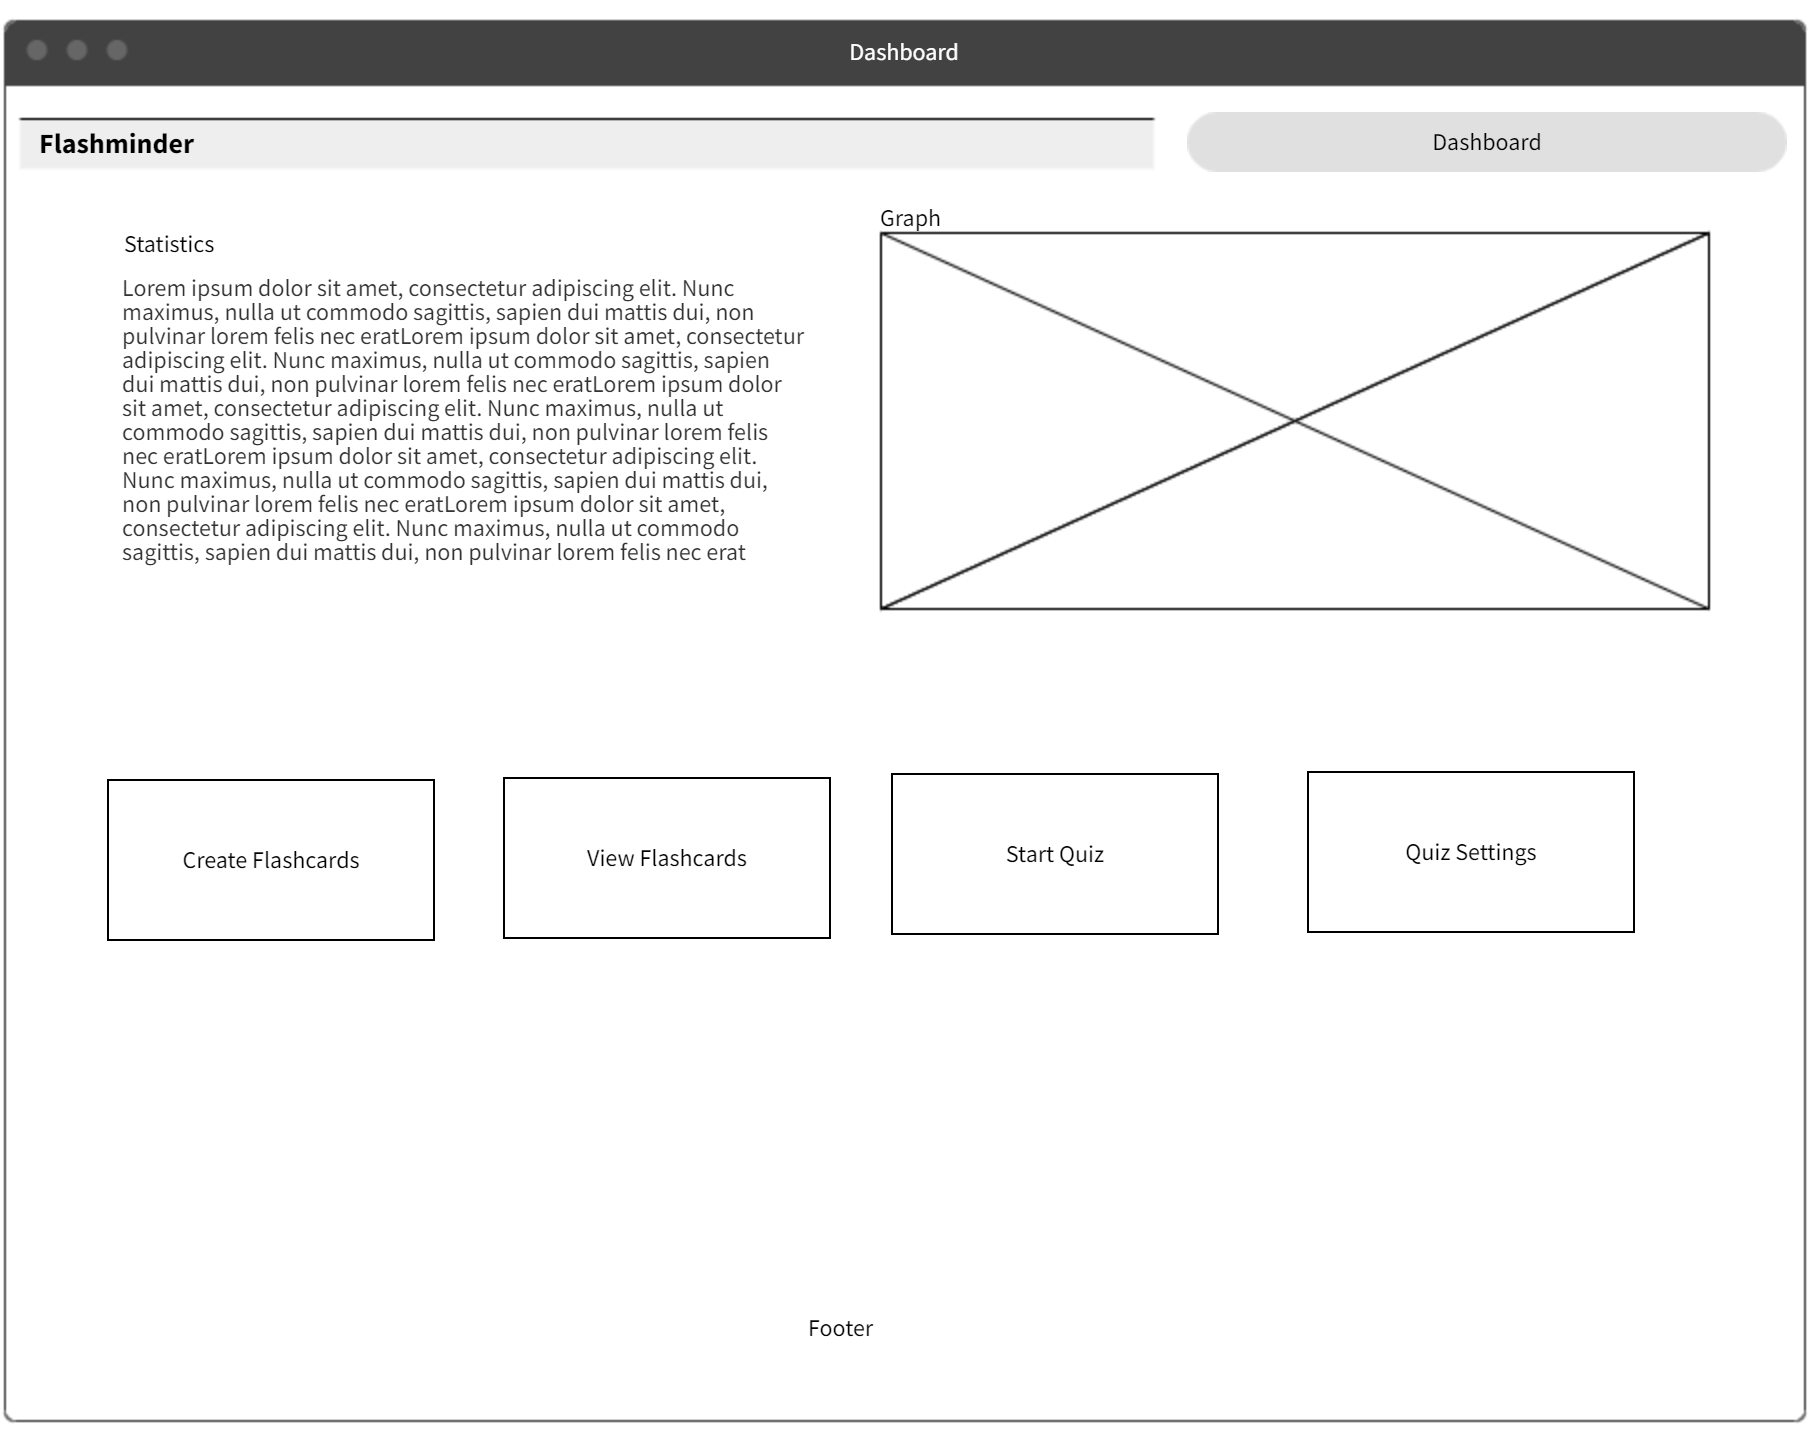 Dashboard
Flashminder
Dashboard
Statistics
Lorem ipsum dolor sit amet, consectetur adipiscing elit. Nunc
maximus, nulla ut commodo sagittis, sapien dui mattis dui, non
pulvinar lorem felis nec eratLorem ipsum dolor sit amet, consectetur
adipiscing elit. Nunc maximus, nulla ut commodo sagittis, sapien
dui mattis dui, non pulvinar lorem felis nec eratLorem ipsum dolor
sit amet, consectetur adipiscing elit. Nunc maximus, nulla ut
commodo sagittis, sapien dui mattis dui, non pulvinar lorem felis
nec eratLorem ipsum dolor sit amet, consectetur adipiscing elit.
Nunc maximus, nulla ut commodo sagittis, sapien dui mattis dui,
non pulvinar lorem felis nec eratLorem ipsum dolor sit amet,
consectetur adipiscing elit. Nunc maximus, nulla ut commodo
sagittis, sapien dui mattis dui, non pulvinar lorem felis nec erat
Graph
Create Flashcards
View Flashcards
Start Quiz
Quiz Settings
Footer